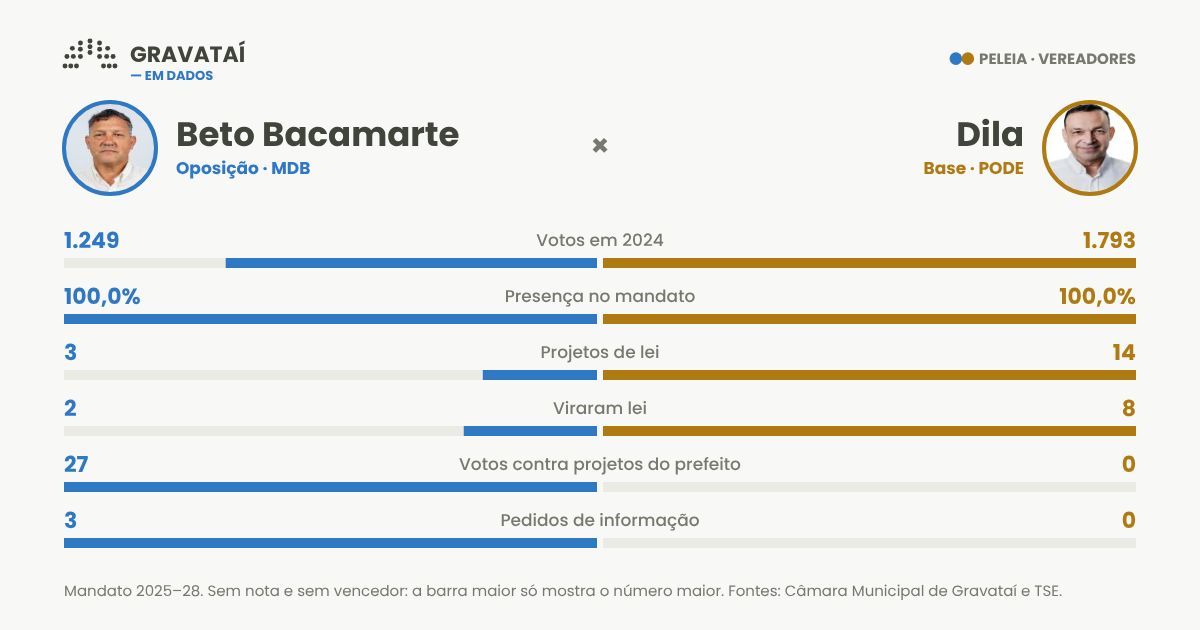 GRAVATAÍ
— EM DADOS
PELEIA · VEREADORES
Beto Bacamarte
Oposição · MDB
×
Dila
Base · PODE
1.249 Votos em 2024 1.793
100,0% Presença no mandato 100,0%
3 Projetos de lei 14
2 Viraram lei 8
27 Votos contra projetos do prefeito 0
3 Pedidos de informação 0
Mandato 2025–28. Sem nota e sem vencedor: a barra maior só mostra o número maior. Fontes: Câmara Municipal de Gravataí e TSE.